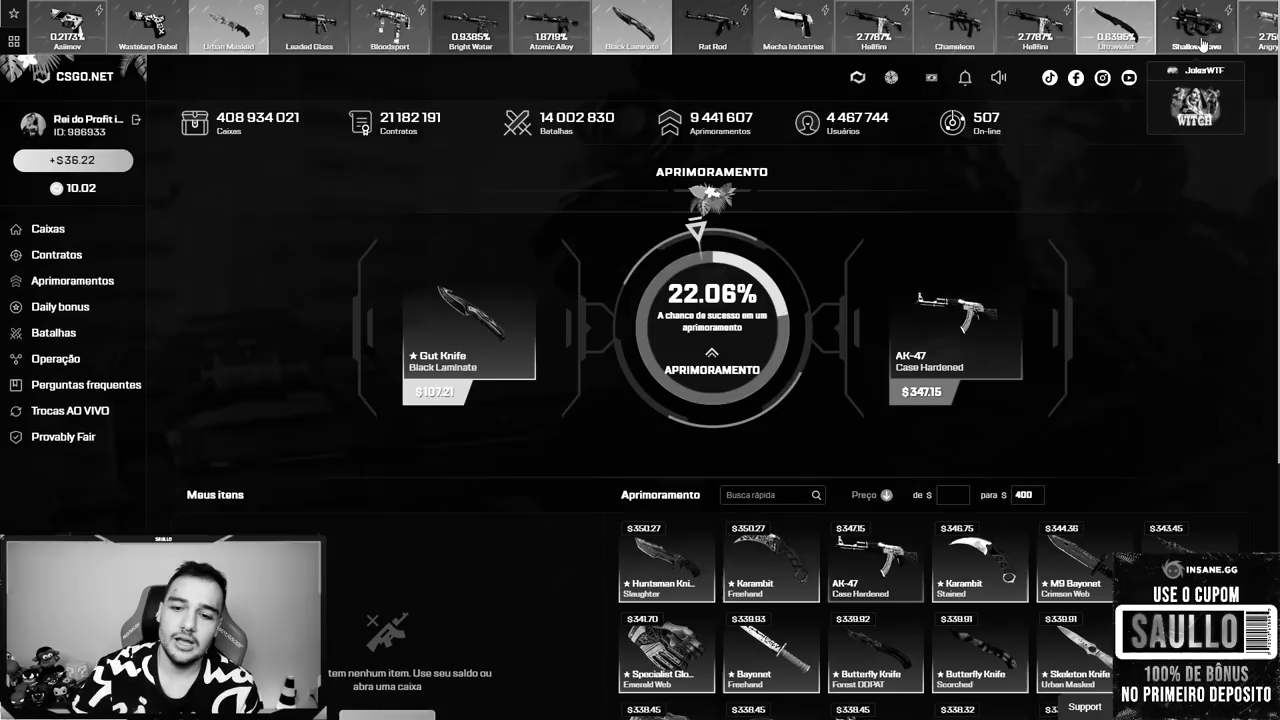 0.2173%
Asiimov
Wasteland Rebel
Urban Masked
Leaded Glass
Bloodsport
0.9385%
Bright Water
1.8719%
Atomic Alloy
Black Laminate
Rat Rod
Mecha Industries
2.7787%
Hellfire
Chameleon
2.7787%
Hellfire
0.6395%
Ultraviolet
2.75
Angry
CSGO.NET
JokerWTF
WITCH
Rei do Profit i...
ID: 986933
+$36.22
10.02
408 934 021
Caixas
21 182 191
Contratos
14 002 830
Batalhas
9 441 607
Aprimoramentos
4 467 744
Usuários
507
On-line
Caixas
Contratos
Aprimoramentos
Daily bonus
Batalhas
Operação
Perguntas frequentes
Trocas AO VIVO
Provably Fair
APRIMORAMENTO
22.06%
A chance de sucesso em um
aprimoramento
APRIMORAMENTO
★ Gut Knife
Black Laminate
$107.21
AK-47
Case Hardened
$347.15
Meus itens
Aprimoramento
Busca rápida
Preço
de $
para $
400
$350.27
★ Huntsman Kni...
Slaughter
$350.27
★ Karambit
Freehand
$347.15
AK-47
Case Hardened
$346.75
★ Karambit
Stained
$344.36
★ M9 Bayonet
Crimson Web
$343.45
$341.70
★ Specialist Glo...
Emerald Web
$339.93
★ Bayonet
Freehand
$339.92
★ Butterfly Knife
Forest DDPAT
$339.91
★ Butterfly Knife
Scorched
$339.91
★ Skeleton Knife
Urban Masked
$338.45
$338.45
$338.45
$338.32
tem nenhum item. Use seu saldo ou
abra uma caixa
SAULLO
INSANE.GG
USE O CUPOM
SAULLO
100% DE BÔNUS
NO PRIMEIRO DEPOSITO
Support